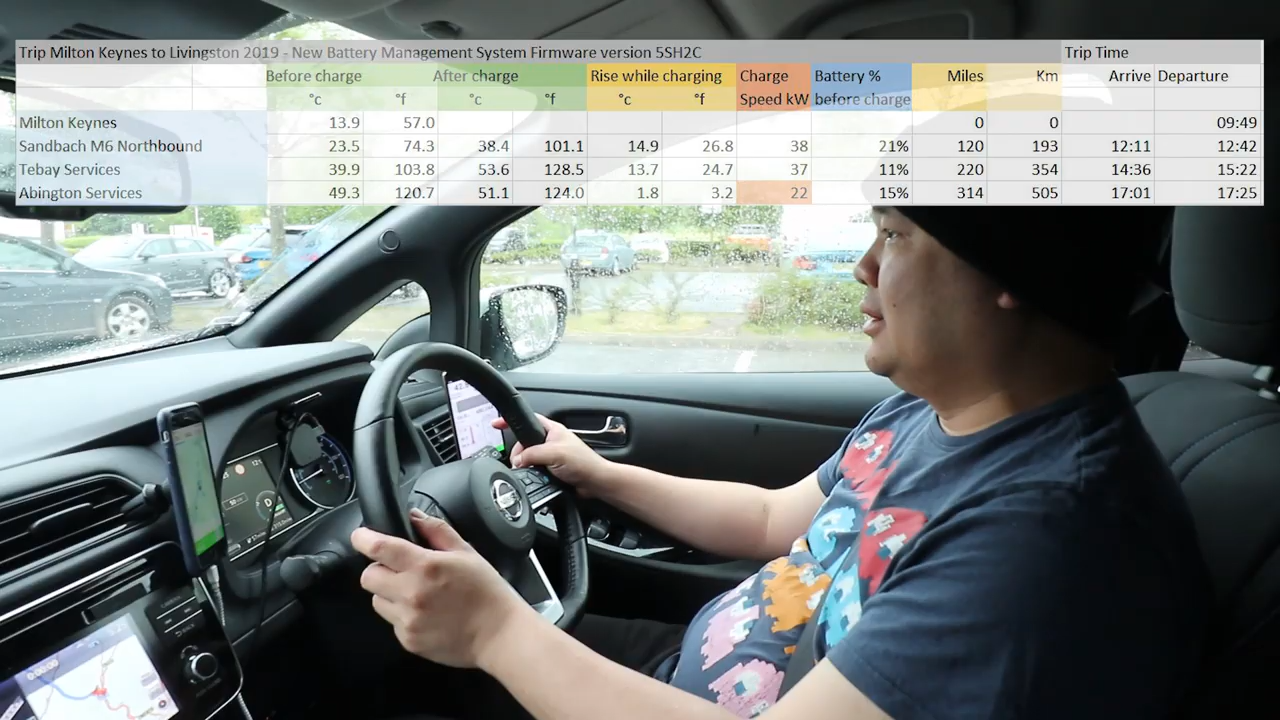 Trip Milton Keynes to Livingston 2019 - New Battery Management System Firmware version 5SH2C Trip Time
Before charge After charge Rise while charging Charge Battery % Miles Km Arrive Departure
°c °f °c °f °c °f Speed kW before charge
Milton Keynes 13.9 57.0 0 0 09:49
Sandbach M6 Northbound 23.5 74.3 38.4 101.1 14.9 26.8 38 21% 120 193 12:11 12:42
Tebay Services 39.9 103.8 53.6 128.5 13.7 24.7 37 11% 220 354 14:36 15:22
Abington Services 49.3 120.7 51.1 124.0 1.8 3.2 22 15% 314 505 17:01 17:25
D